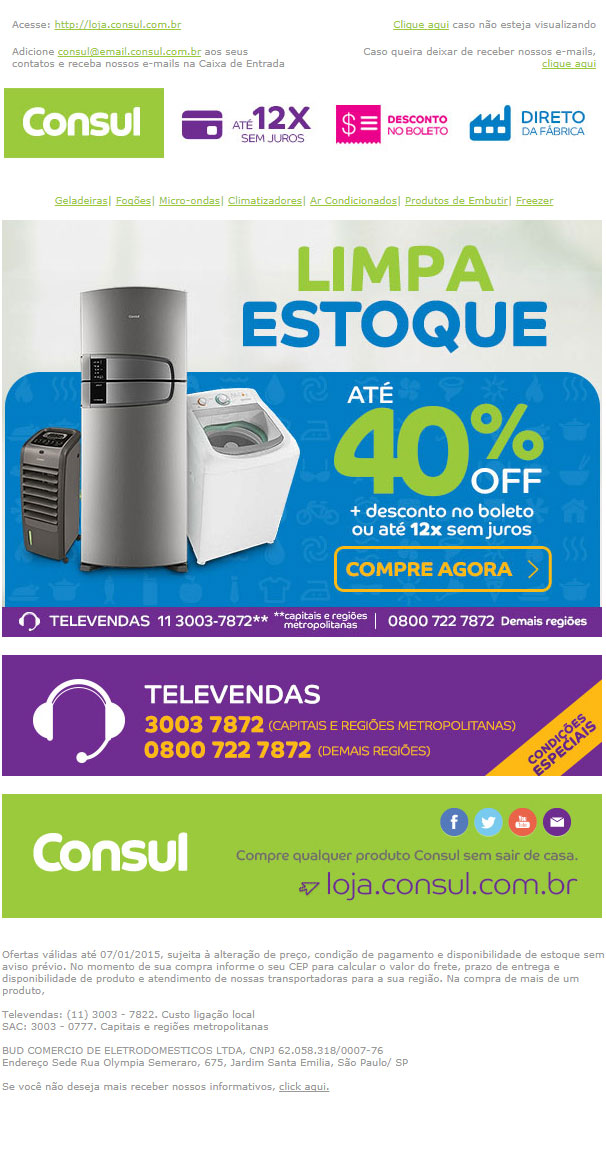 Acesse: http://loja.consul.com.br
Clique aqui caso não esteja visualizando
Adicione consul@email.consul.com.br aos seus
contatos e receba nossos e-mails na Caixa de Entrada
Caso queira deixar de receber nossos e-mails,
clique aqui
Consul
ATÉ 12X
SEM JUROS
DESCONTO
NO BOLETO
DIRETO
DA FÁBRICA
Geladeiras| Fogões| Micro-ondas| Climatizadores| Ar Condicionados| Produtos de Embutir| Freezer
LIMPA
ESTOQUE
ATÉ
40%
OFF
+ desconto no boleto
ou até 12x sem juros
COMPRE AGORA
TELEVENDAS 11 3003-7872** **capitais e regiões metropolitanas | 0800 722 7872 Demais regiões
TELEVENDAS
3003 7872 (CAPITAIS E REGIÕES METROPOLITANAS)
0800 722 7872 (DEMAIS REGIÕES)
CONDIÇÕES
ESPECIAIS
Consul
Compre qualquer produto Consul sem sair de casa.
loja.consul.com.br
Ofertas válidas até 07/01/2015, sujeita à alteração de preço, condição de pagamento e disponibilidade de estoque sem
aviso prévio. No momento de sua compra informe o seu CEP para calcular o valor do frete, prazo de entrega e
disponibilidade de produto e atendimento de nossas transportadoras para a sua região. Na compra de mais de um
produto,
Televendas: (11) 3003 - 7822. Custo ligação local
SAC: 3003 - 0777. Capitais e regiões metropolitanas
BUD COMERCIO DE ELETRODOMESTICOS LTDA, CNPJ 62.058.318/0007-76
Endereço Sede Rua Olympia Semeraro, 675, Jardim Santa Emilia, São Paulo/ SP
Se você não deseja mais receber nossos informativos, click aqui.